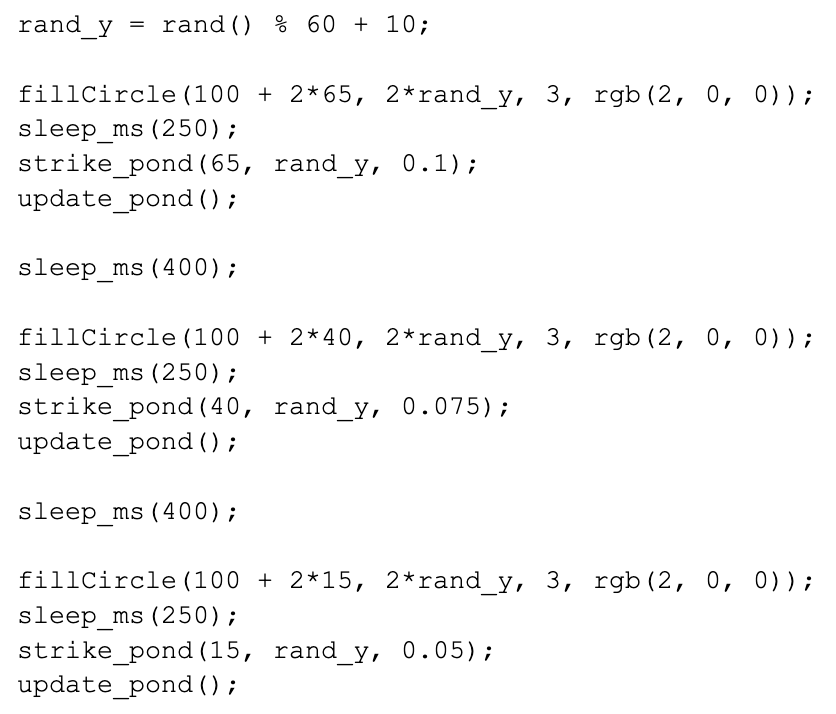 rand_y = rand() % 60 + 10;
fillCircle(100 + 2*65, 2*rand_y, 3, rgb(2, 0, 0));
sleep_ms(250);
strike_pond(65, rand_y, 0.1);
update_pond();
sleep_ms(400);
fillCircle(100 + 2*40, 2*rand_y, 3, rgb(2, 0, 0));
sleep_ms(250);
strike_pond(40, rand_y, 0.075);
update_pond();
sleep_ms(400);
fillCircle(100 + 2*15, 2*rand_y, 3, rgb(2, 0, 0));
sleep_ms(250);
strike_pond(15, rand_y, 0.05);
update_pond();